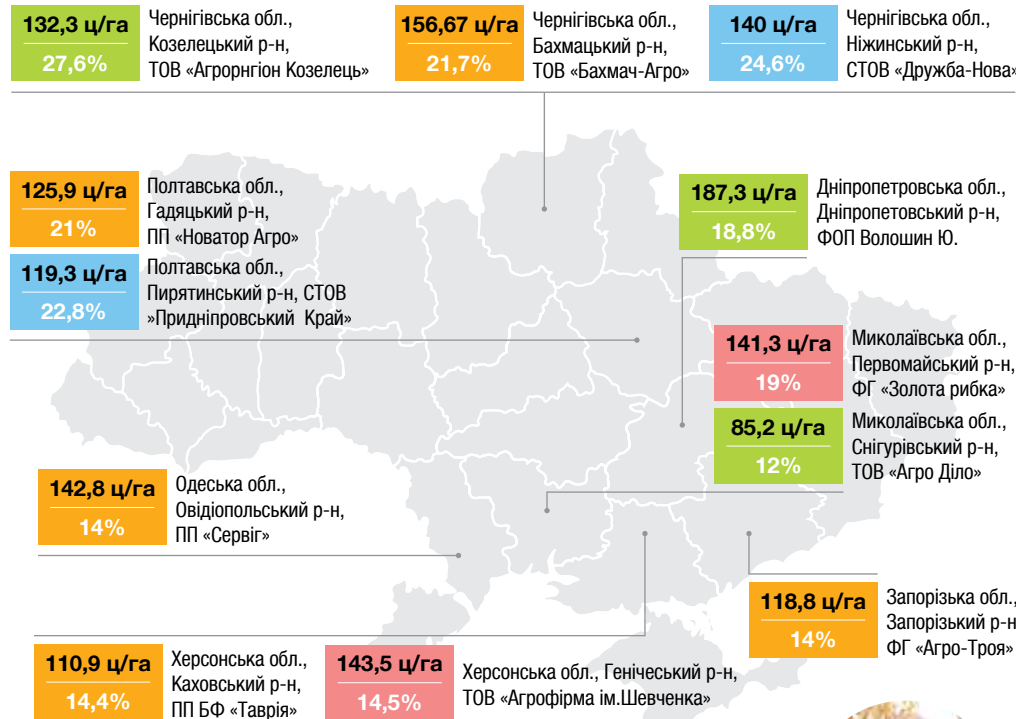 132,3 ц/га
27,6%
Чернігівська обл.,
Козелецький р-н,
ТОВ «Агрорнгіон Козелець»
156,67 ц/га
21,7%
Чернігівська обл.,
Бахмацький р-н,
ТОВ «Бахмач-Агро»
140 ц/га
24,6%
Чернігівська обл.,
Ніжинський р-н,
СТОВ «Дружба-Нова»
125,9 ц/га
21%
Полтавська обл.,
Гадяцький р-н,
ПП «Новатор Агро»
119,3 ц/га
22,8%
Полтавська обл.,
Пирятинський р-н, СТОВ
»Придніпровський Край»
187,3 ц/га
18,8%
Дніпропетровська обл.,
Дніпропетовський р-н,
ФОП Волошин Ю.
141,3 ц/га
19%
Миколаївська обл.,
Первомайський р-н,
ФГ «Золота рибка»
85,2 ц/га
12%
Миколаївська обл.,
Снігурівський р-н,
ТОВ «Агро Діло»
142,8 ц/га
14%
Одеська обл.,
Овідіопольський р-н,
ПП «Сервіг»
118,8 ц/га
14%
Запорізька обл.,
Запорізький р-н
ФГ «Агро-Троя»
110,9 ц/га
14,4%
Херсонська обл.,
Каховський р-н,
ПП БФ «Таврія»
143,5 ц/га
14,5%
Херсонська обл., Генічеський р-н,
ТОВ «Агрофірма ім.Шевченка»